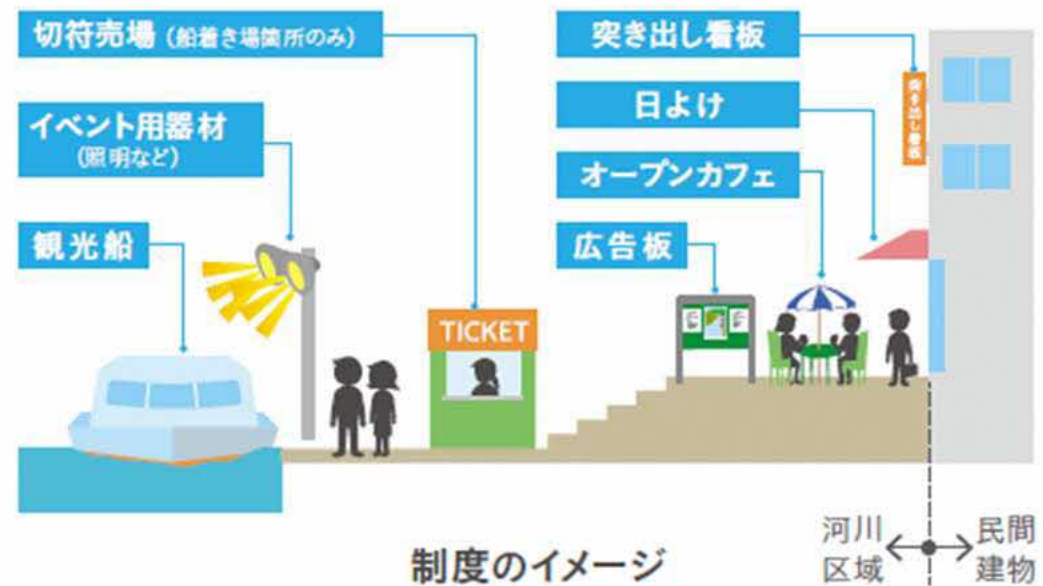 切符売場（船着き場箇所のみ）
イベント用器材
（照明など）
観光船
突き出し看板
日よけ
オープンカフェ
広告板
突き出し看板
TICKET
河川
区域
民間
建物
制度のイメージ